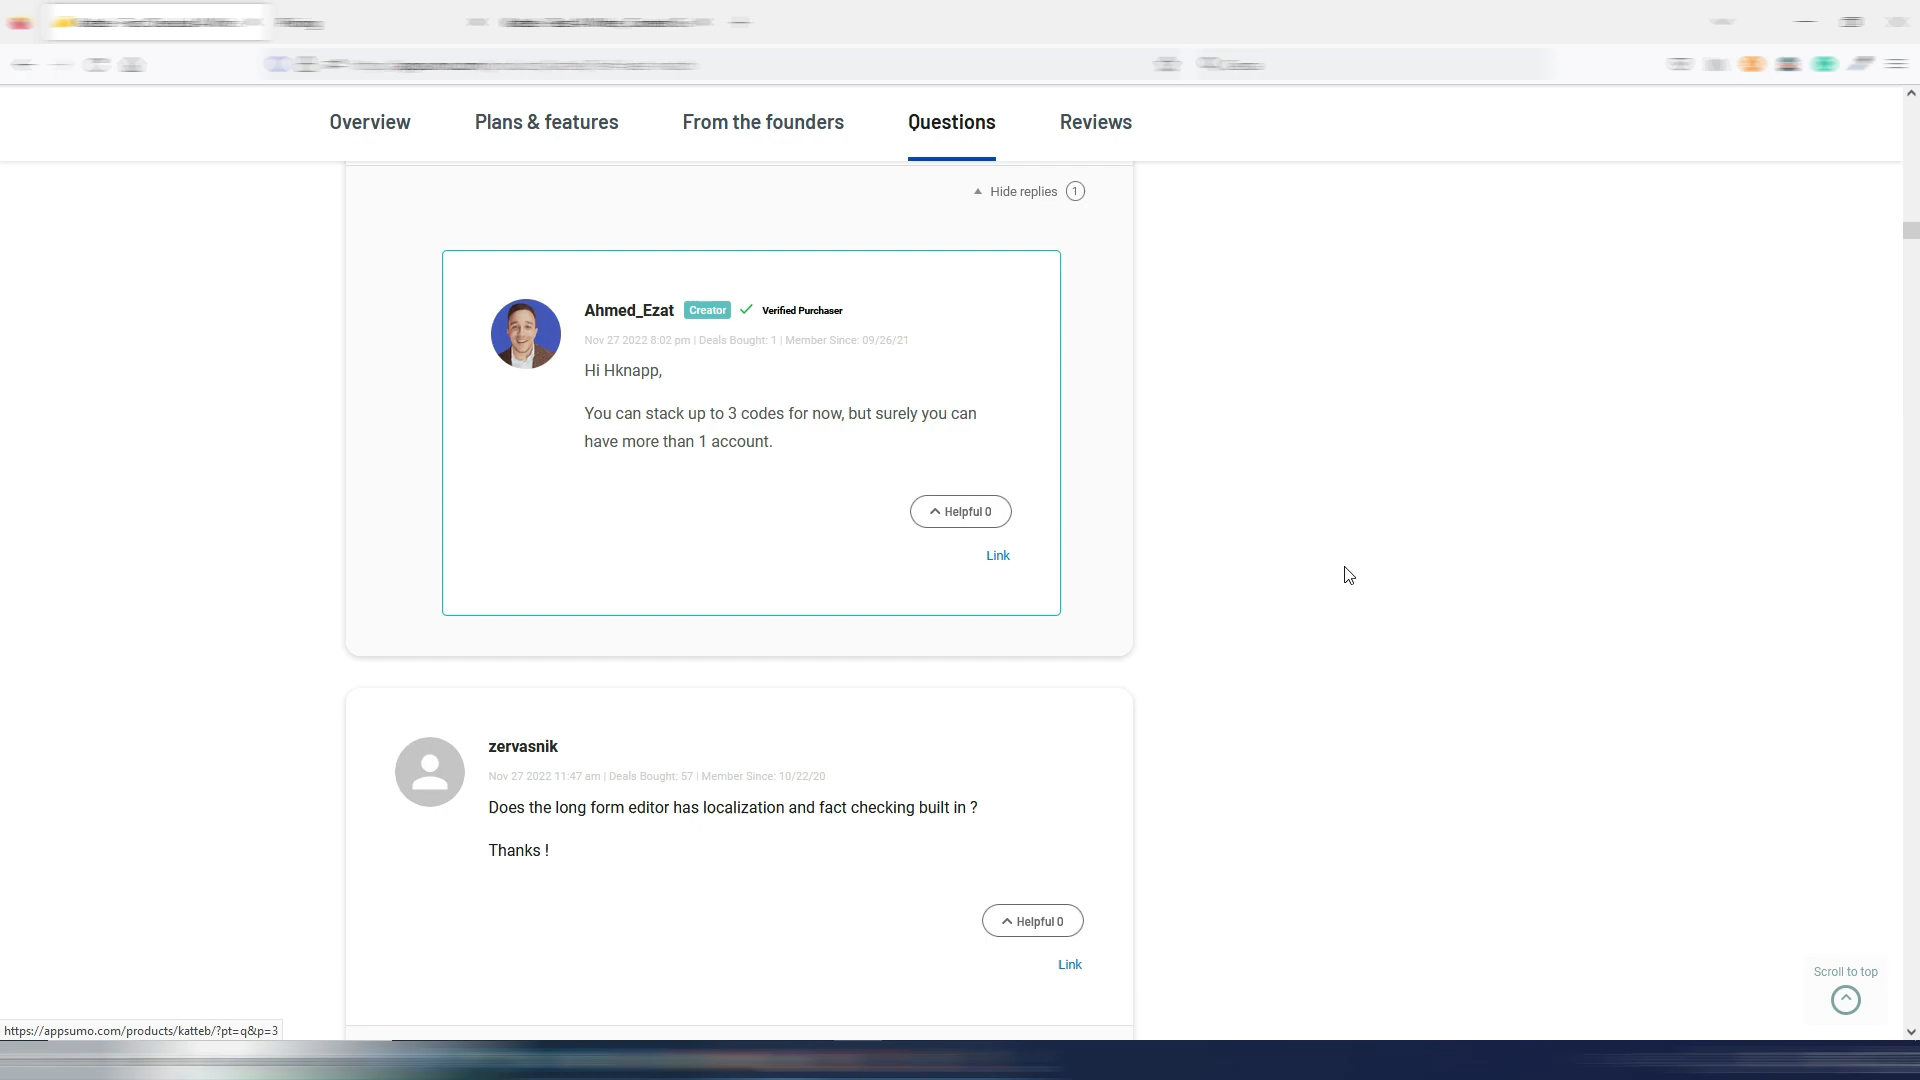 Overview
Plans & features
From the founders
Questions
Reviews
Hide replies 1
Ahmed_Ezat Creator Verified Purchaser
Nov 27 2022 8:02 pm | Deals Bought: 1 | Member Since: 09/26/21
Hi Hknapp,
You can stack up to 3 codes for now, but surely you can
have more than 1 account.
Helpful 0
Link
zervasnik
Nov 27 2022 11:47 am | Deals Bought: 57 | Member Since: 10/22/20
Does the long form editor has localization and fact checking built in ?
Thanks !
Helpful 0
Link
Scroll to top
https://appsumo.com/products/katteb/?pt=q&p=3